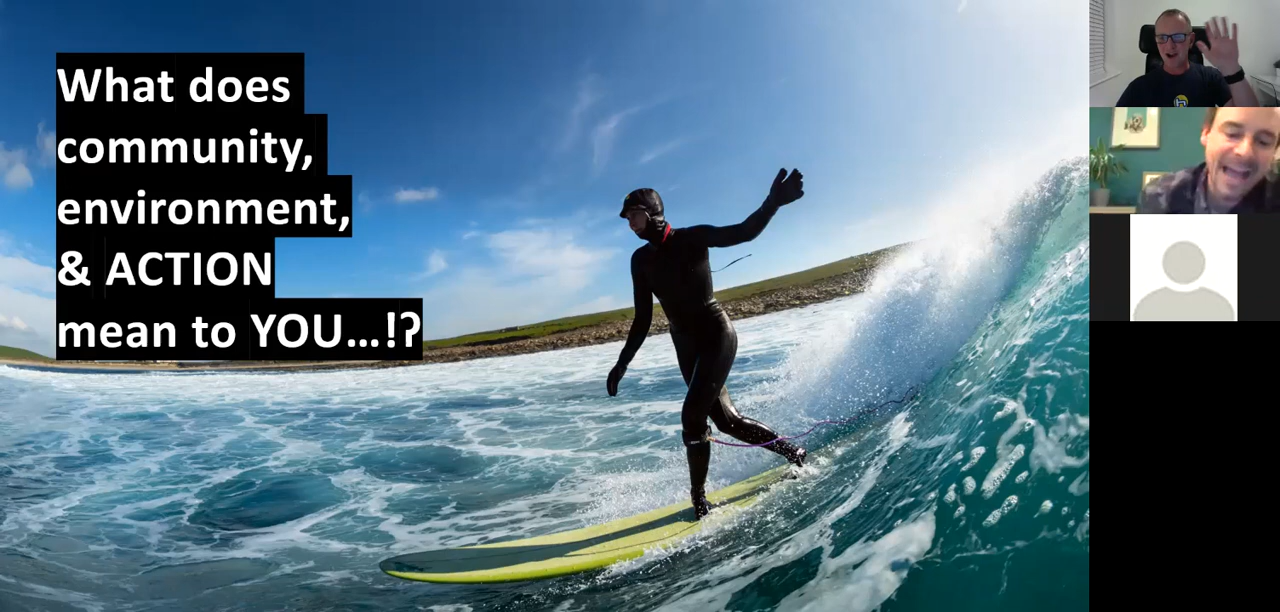 What does
community,
environment,
& ACTION
mean to YOU...!?